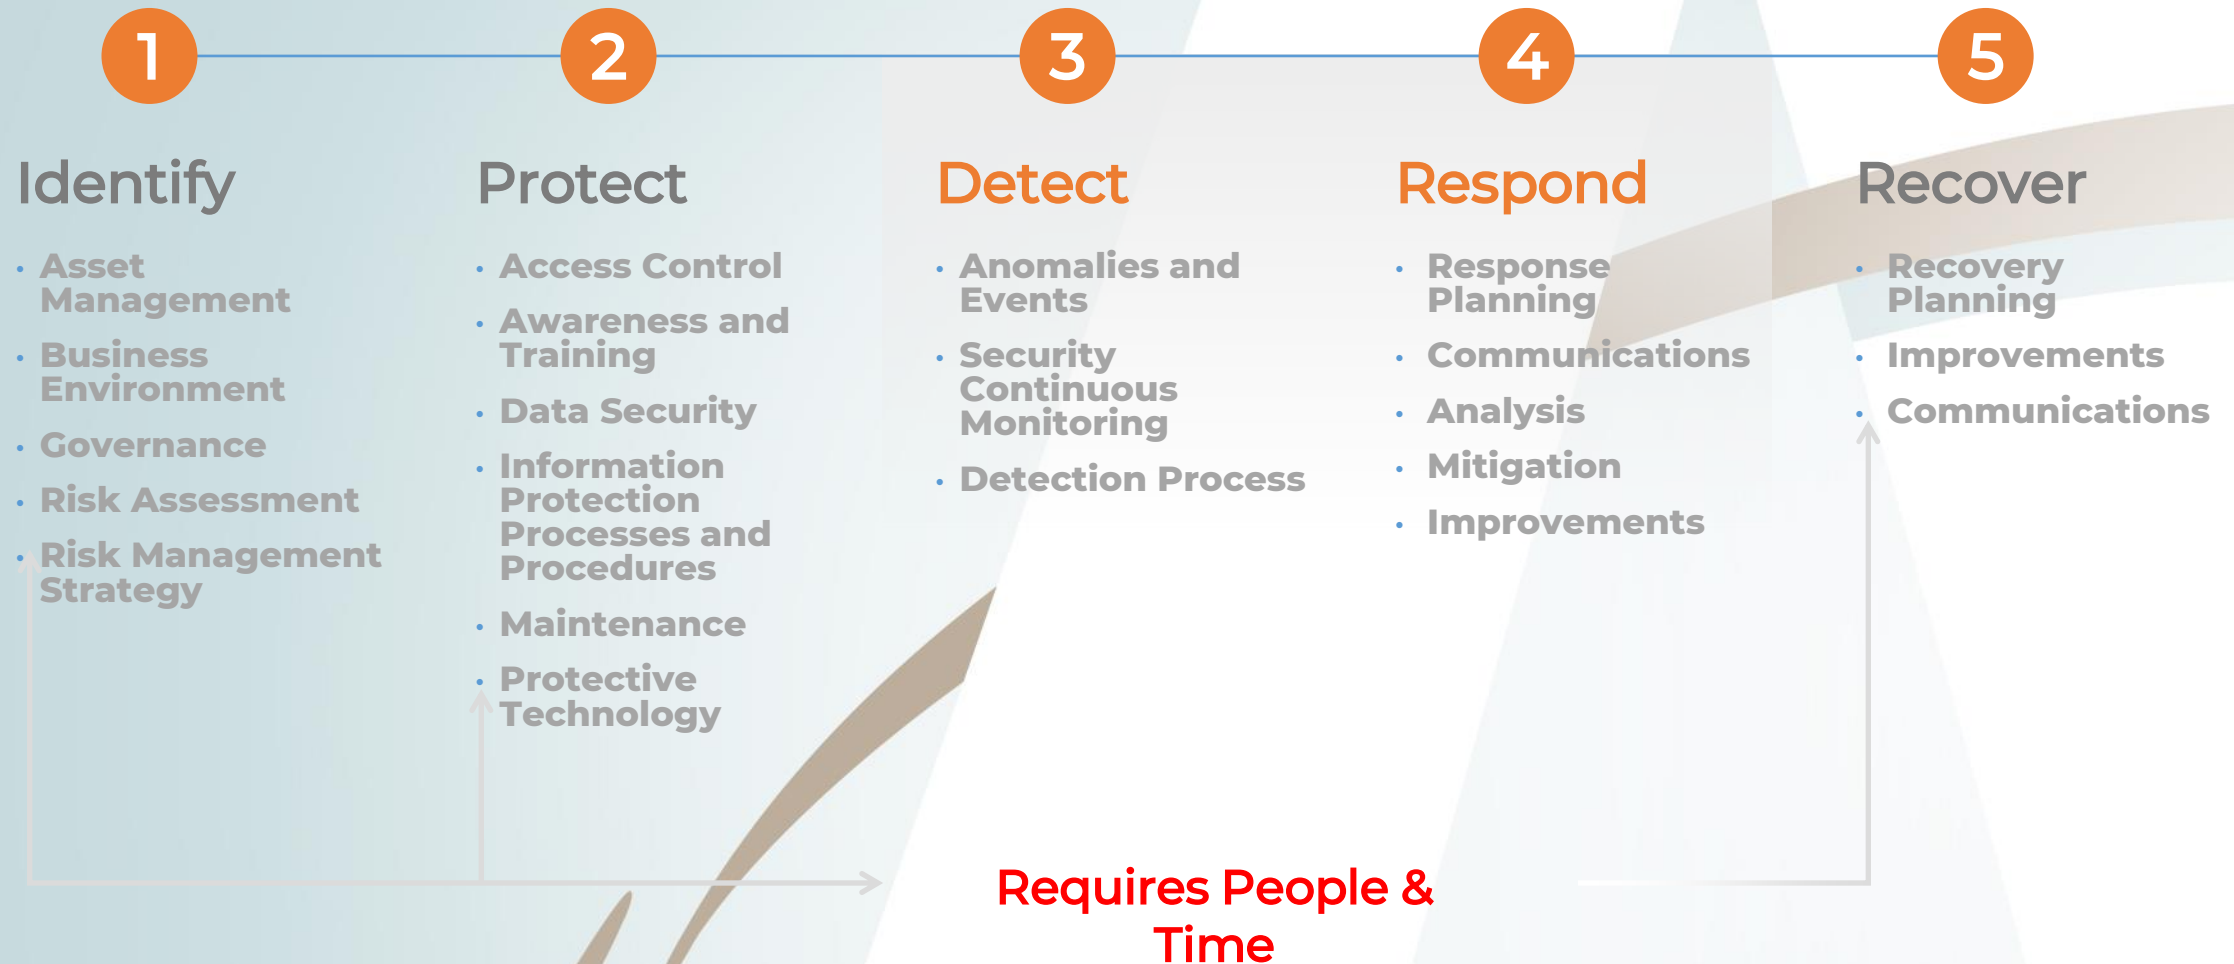 1
2
3
4
5
Identify
• Asset
Management
• Business
Environment
• Governance
• Risk Assessment
• Risk Management
Strategy
Protect
• Access Control
• Awareness and
Training
• Data Security
• Information
Protection
Processes and
Procedures
• Maintenance
• Protective
Technology
Detect
• Anomalies and
Events
• Security
Continuous
Monitoring
• Detection Process
Respond
• Response
Planning
• Communications
• Analysis
• Mitigation
• Improvements
Recover
• Recovery
Planning
• Improvements
• Communications
Requires People &
Time